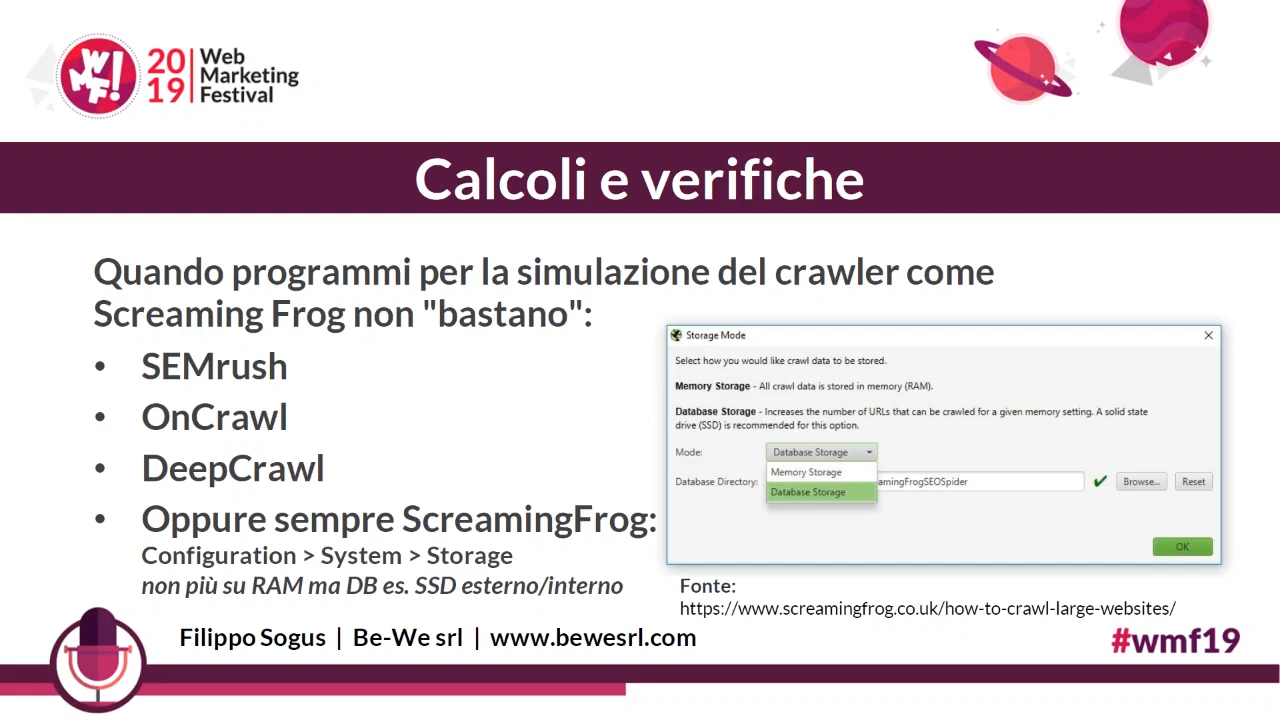 WMF!
20
19
Web
Marketing
Festival
Calcoli e verifiche
Quando programmi per la simulazione del crawler come
Screaming Frog non "bastano":
• SEMrush
• OnCrawl
• DeepCrawl
• Oppure sempre ScreamingFrog:
Configuration > System > Storage
non più su RAM ma DB es. SSD esterno/interno
Storage Mode
Select how you would like crawl data to be stored.
Memory Storage - All crawl data is stored in memory (RAM).
Database Storage - Increases the number of URLs that can be crawled for a given memory setting. A solid state
drive (SSD) is recommended for this option.
Mode: Database Storage
Memory Storage
Database Storage
Database Directory: amingFrogSEOSpider Browse... Reset
OK
Fonte:
https://www.screamingfrog.co.uk/how-to-crawl-large-websites/
Filippo Sogus | Be-We srl | www.bewesrl.com
#wmf19